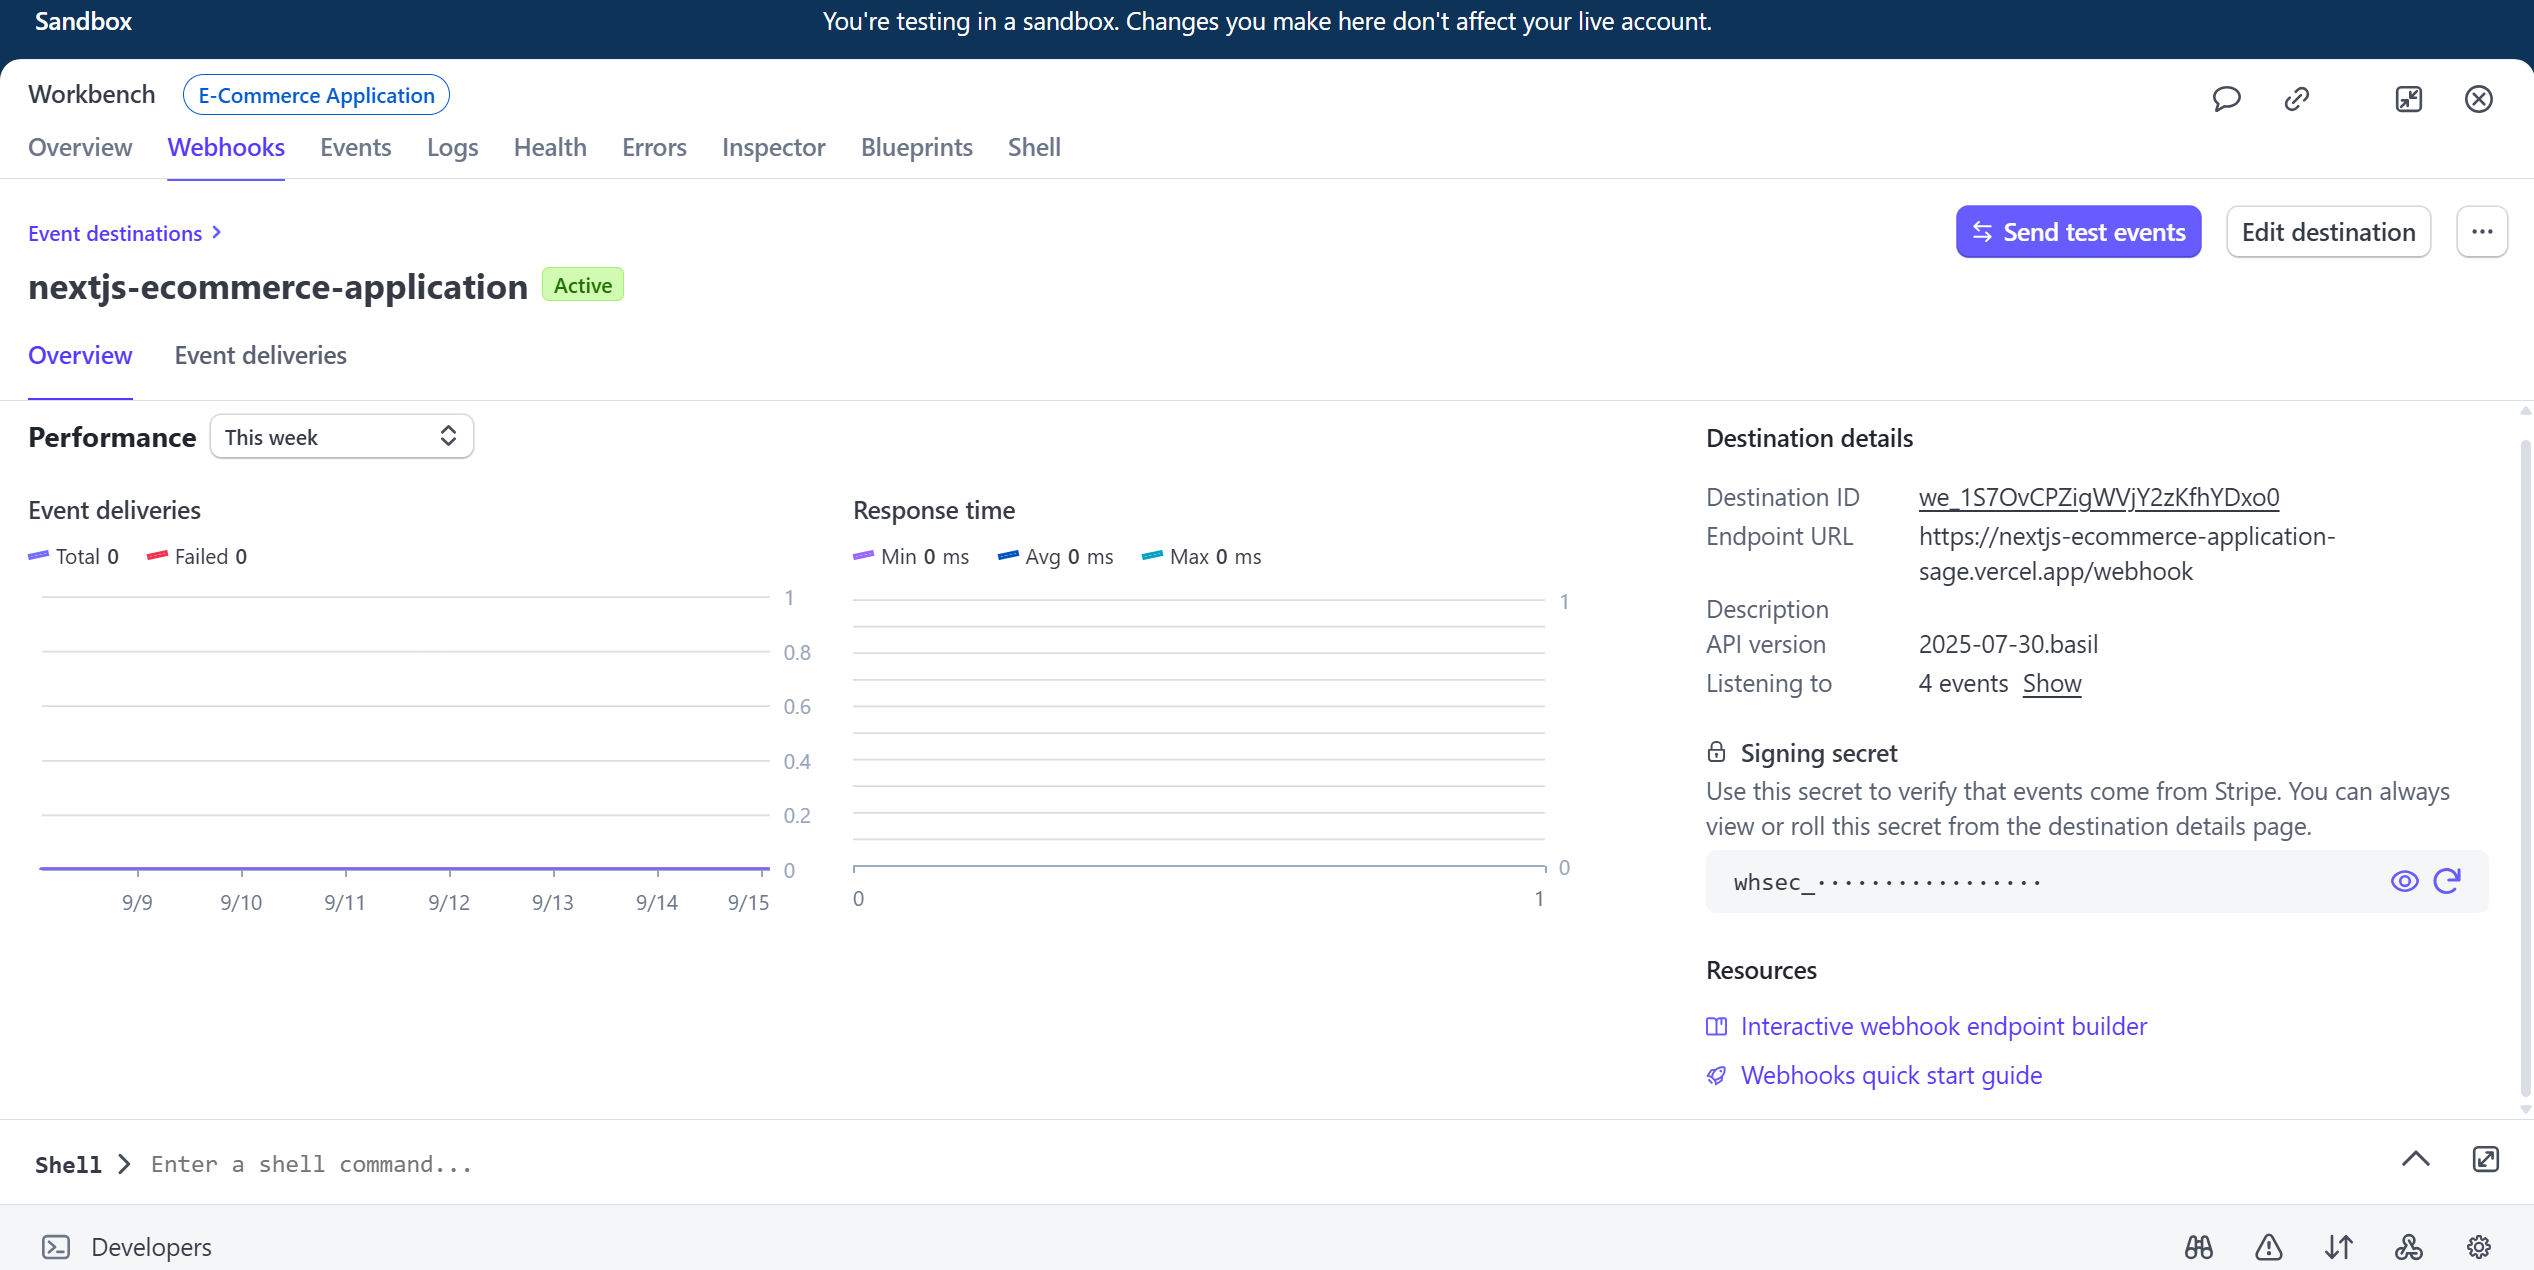 Sandbox
You're testing in a sandbox. Changes you make here don't affect your live account.
Workbench
E-Commerce Application
Overview
Webhooks
Events
Logs
Health
Errors
Inspector
Blueprints
Shell
Event destinations
Send test events
Edit destination
nextjs-ecommerce-application
Active
Overview
Event deliveries
Performance
This week
Event deliveries
Total 0
Failed 0
1
0.8
0.6
0.4
0.2
0
9/9
9/10
9/11
9/12
9/13
9/14
9/15
Response time
Min 0 ms
Avg 0 ms
Max 0 ms
1
0
0
1
Destination details
Destination ID
we_1S7OvCPZigWVjY2zKfhYDxo0
Endpoint URL
https://nextjs-ecommerce-application-
sage.vercel.app/webhook
Description
API version
2025-07-30.basil
Listening to
4 events Show
Signing secret
Use this secret to verify that events come from Stripe. You can always
view or roll this secret from the destination details page.
whsec_·················
Resources
Interactive webhook endpoint builder
Webhooks quick start guide
Shell
Enter a shell command...
Developers